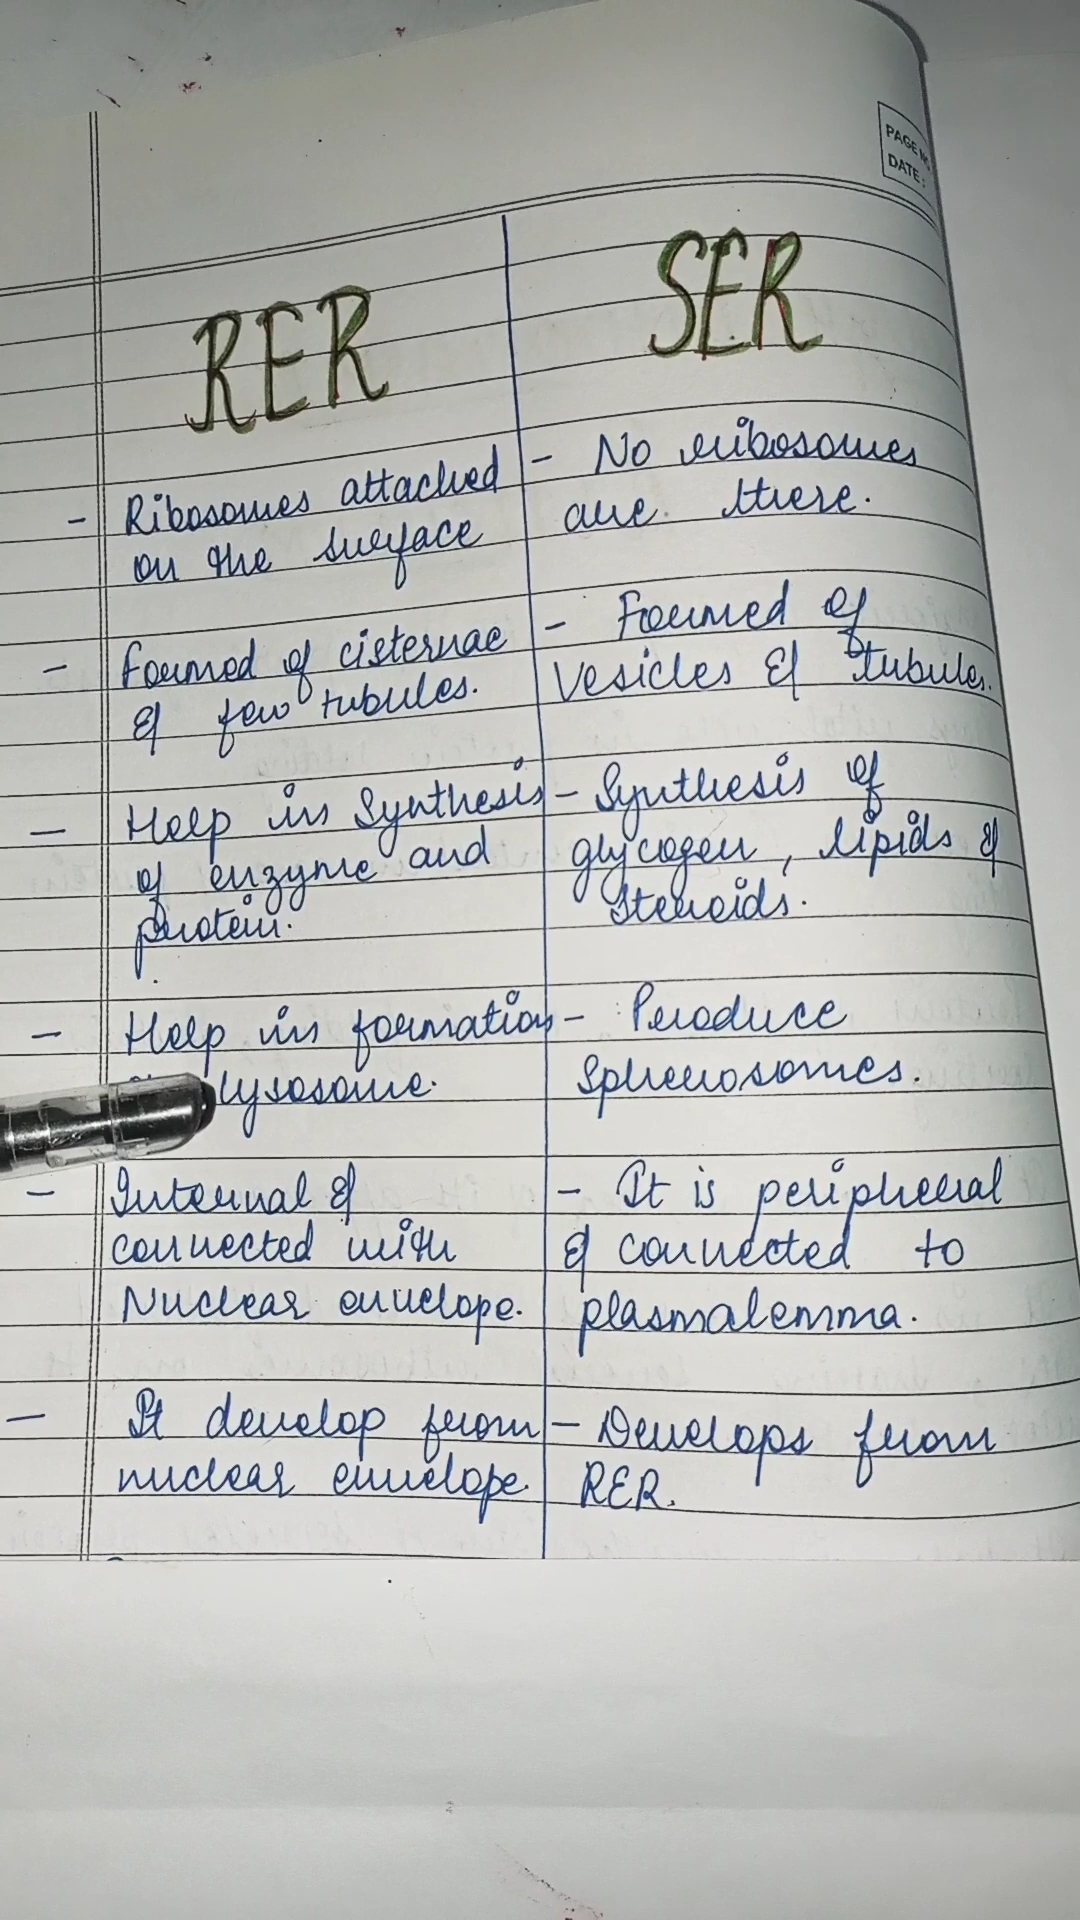 PAGE
DATE:
RER
SER
- Ribosomes attached
on the surface
- No ribosomes
are there.
- Formed of cisternae
& few tubules.
- Formed of
Vesicles & tubules.
- Help in Synthesis
of enzyme and
protein.
- Synthesis of
glycogen, lipids &
steroids.
- Help in formation
lysosome.
- Produce
Spherosomes.
- Internal &
connected with
Nuclear envelope.
- It is peripheral
& connected to
plasmalemma.
- It develop from
nuclear envelope.
- Develops from
RER.